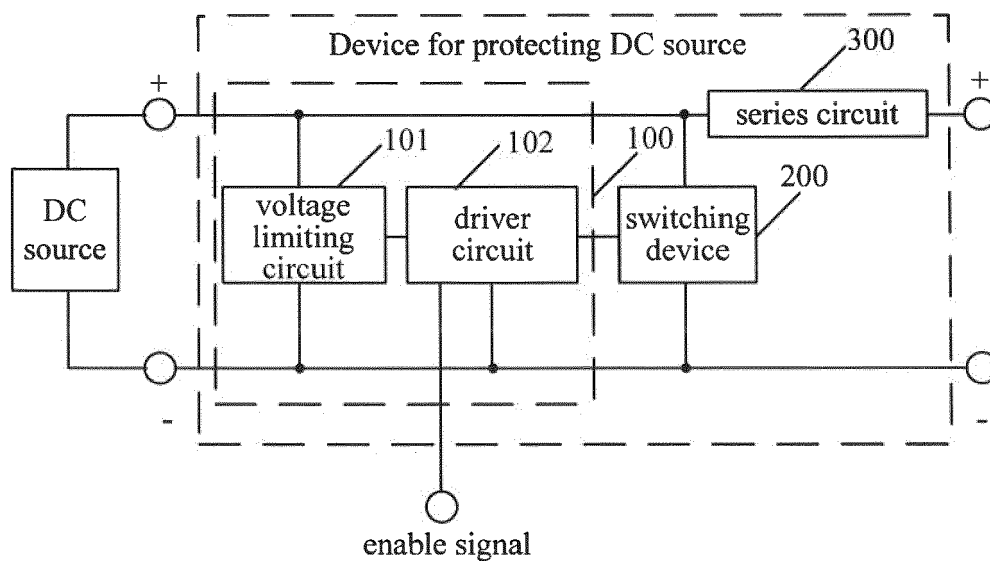 Device for protecting DC source
300
+
+
series circuit
101
102
100
200
DC
source
voltage
limiting
circuit
driver
circuit
switching
device
-
-
enable signal